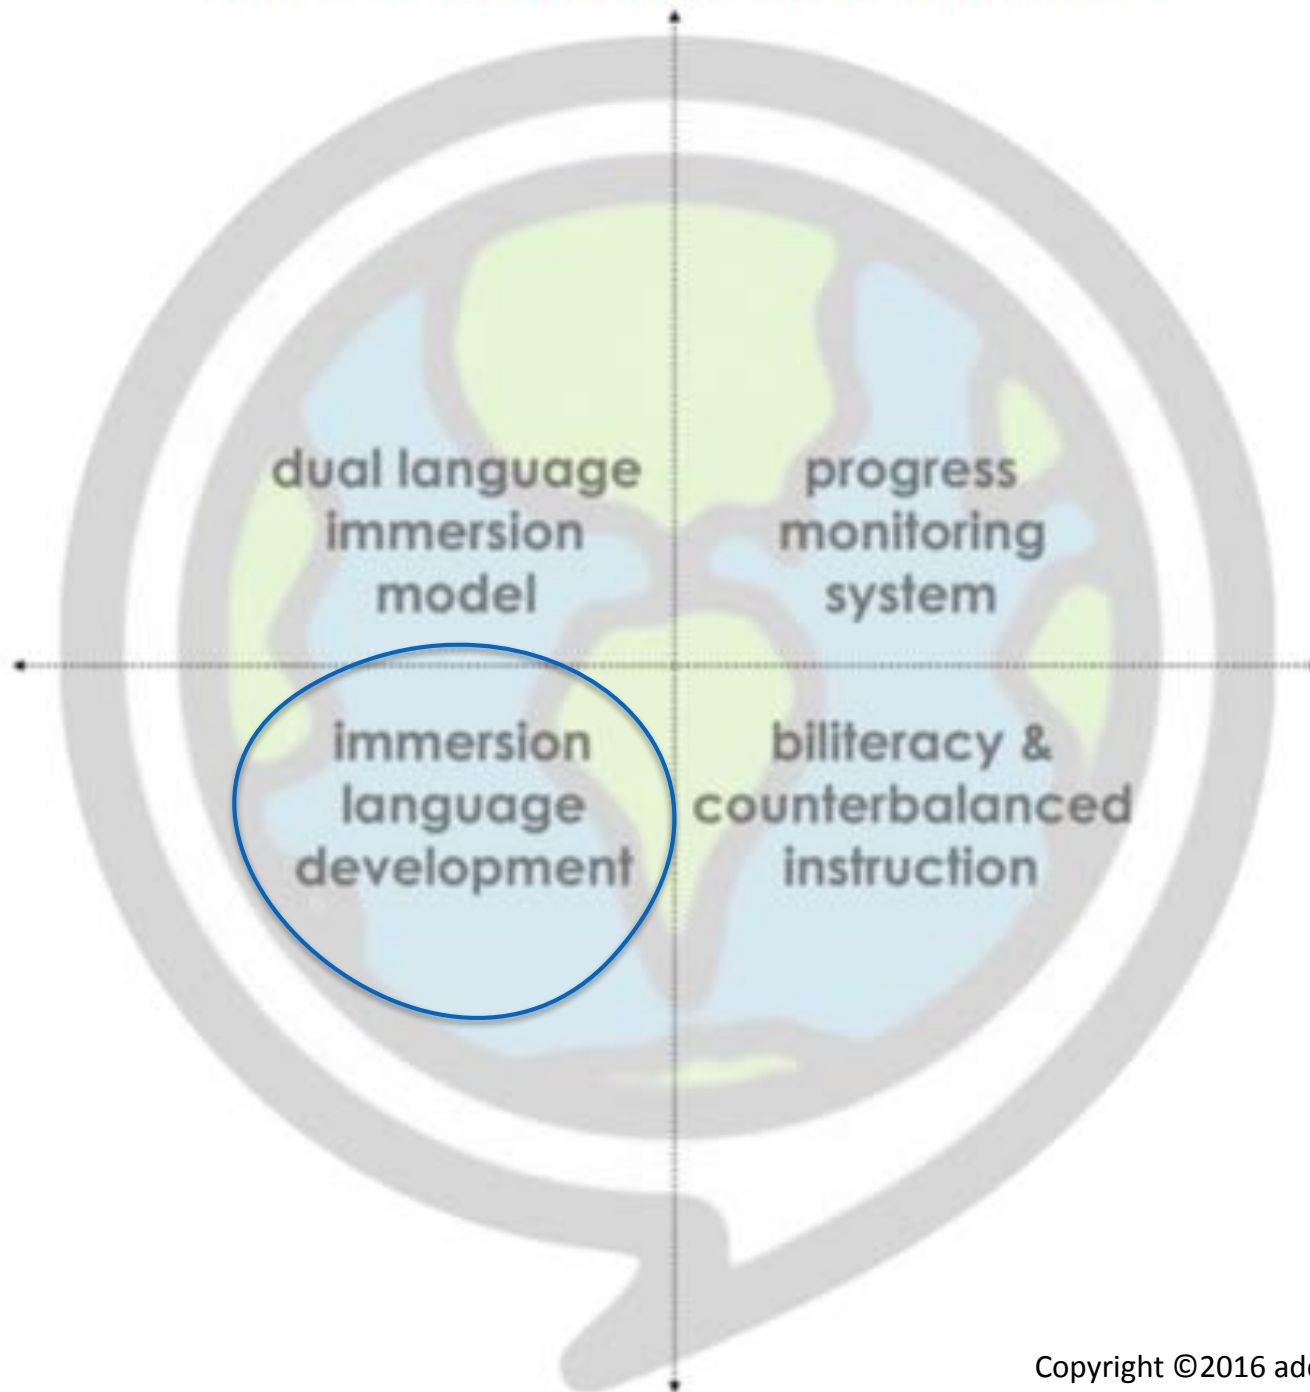 dual language
immersion
model
progress
monitoring
system
immersion
language
development
biliteracy &
counterbalanced
instruction
Copyright ©2016